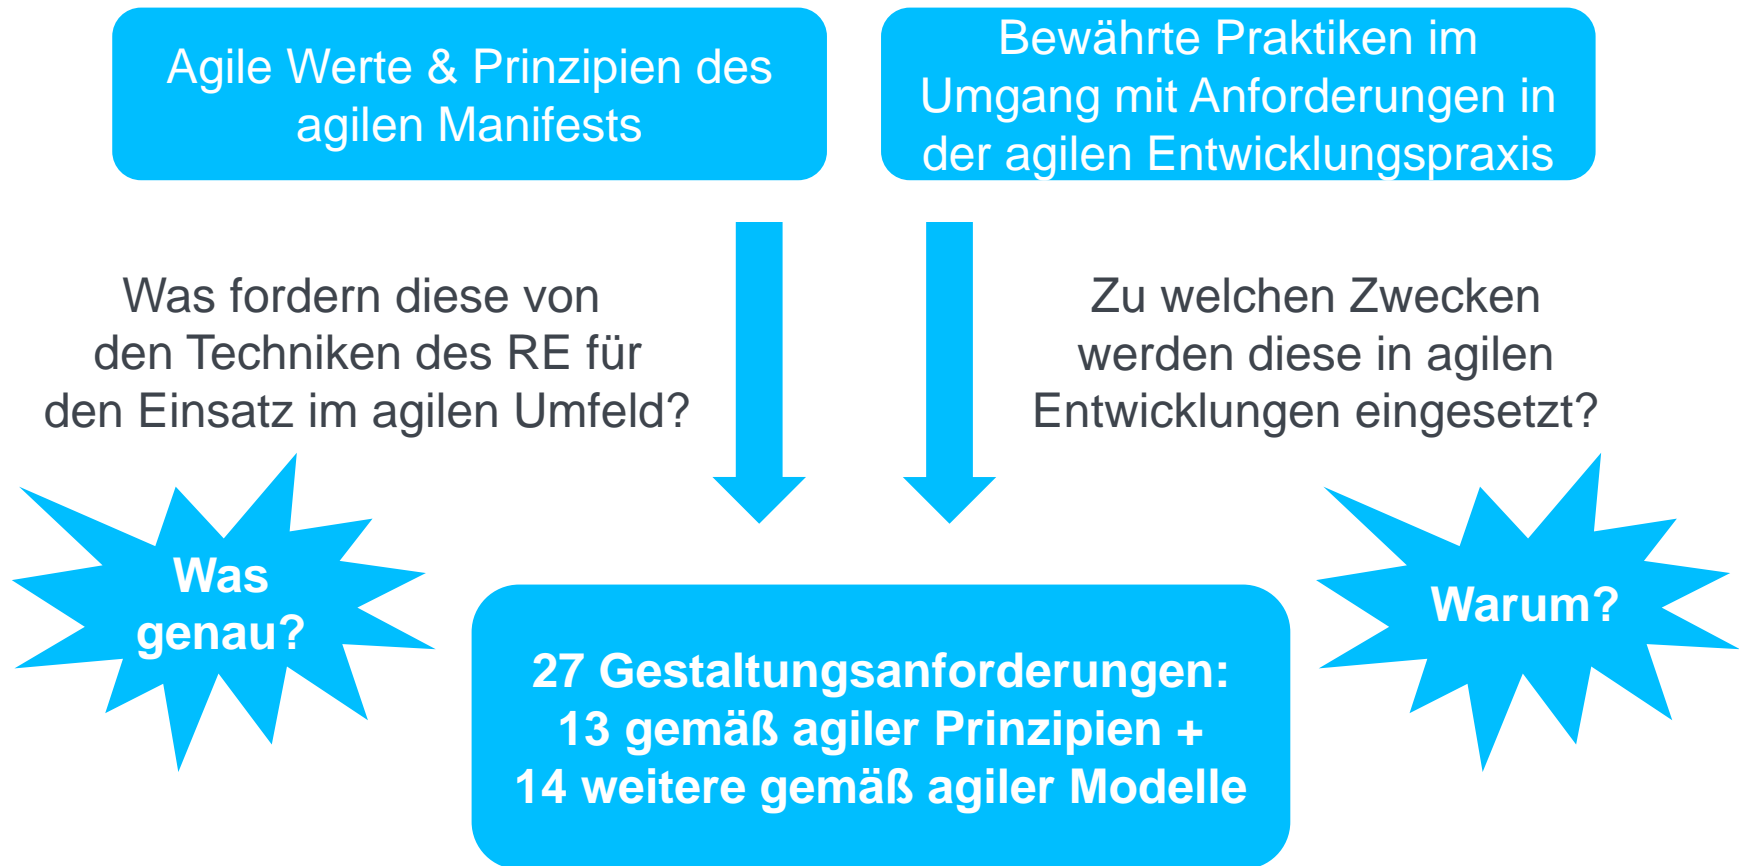 Agile Werte & Prinzipien des
agilen Manifests
Bewährte Praktiken im
Umgang mit Anforderungen in
der agilen Entwicklungspraxis
Was fordern diese von
den Techniken des RE für
den Einsatz im agilen Umfeld?
Zu welchen Zwecken
werden diese in agilen
Entwicklungen eingesetzt?
Was
genau?
Warum?
27 Gestaltungsanforderungen:
13 gemäß agiler Prinzipien +
14 weitere gemäß agiler Modelle